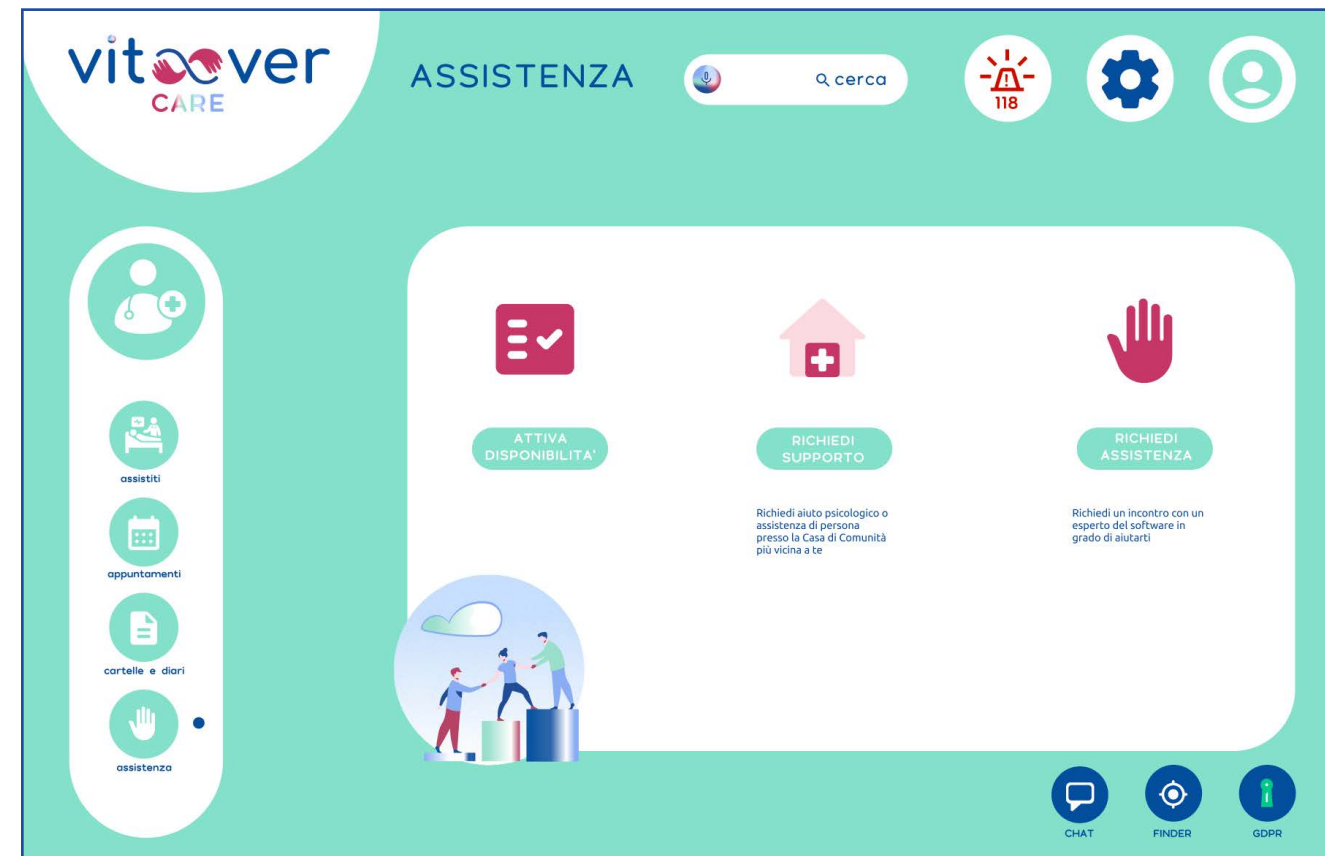 vitoover
CARE
ASSISTENZA
cerca
118
assistiti
appuntamenti
cartelle e diari
assistenza
ATTIVA
DISPONIBILITA'
RICHIEDI
SUPPORTO
Richiedi aiuto psicologico o
assistenza di persona
presso la Casa di Comunità
più vicina a te
RICHIEDI
ASSISTENZA
Richiedi un incontro con un
esperto del software in
grado di aiutarti
CHAT
FINDER
GDPR